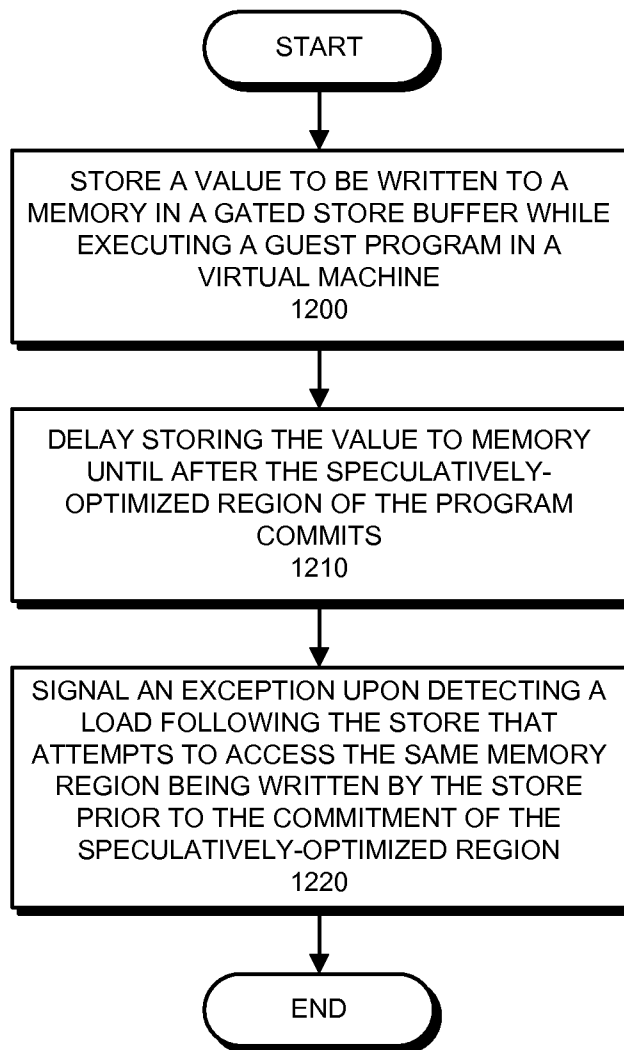 START
STORE A VALUE TO BE WRITTEN TO A
MEMORY IN A GATED STORE BUFFER WHILE
EXECUTING A GUEST PROGRAM IN A
VIRTUAL MACHINE
1200
DELAY STORING THE VALUE TO MEMORY
UNTIL AFTER THE SPECULATIVELY-
OPTIMIZED REGION OF THE PROGRAM
COMMITS
1210
SIGNAL AN EXCEPTION UPON DETECTING A
LOAD FOLLOWING THE STORE THAT
ATTEMPTS TO ACCESS THE SAME MEMORY
REGION BEING WRITTEN BY THE STORE
PRIOR TO THE COMMITMENT OF THE
SPECULATIVELY-OPTIMIZED REGION
1220
END